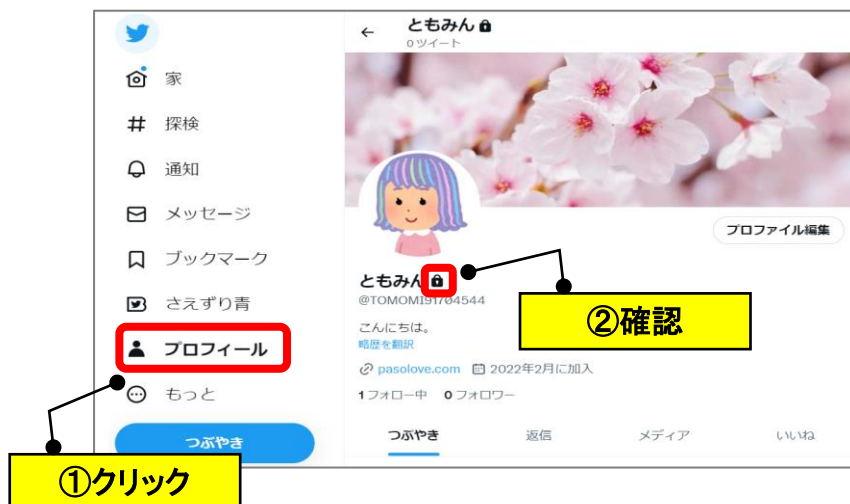 ともみん
0ツイート
家
探検
通知
メッセージ
ブックマーク
さえずり青
プロフィール
もっと
つぶやき
プロファイル編集
ともみん
@TOMOMI91704544
こんにちは。
略歴を翻訳
pasolove.com 2022年2月に加入
1フォロー中 0フォロワー
つぶやき 返信 メディア いいね
②確認
①クリック